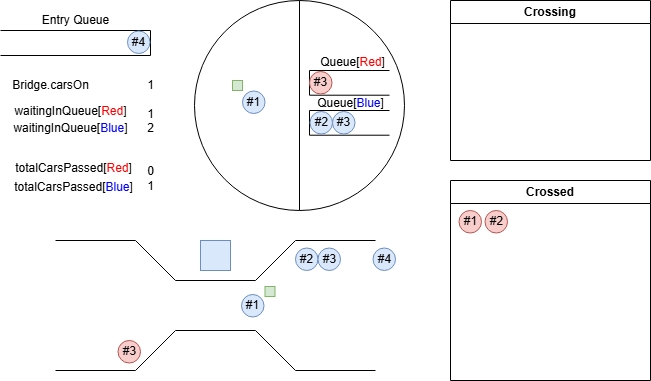 Entry Queue
#4
Bridge.carsOn 1
waitingInQueue[Red] 1
waitingInQueue[Blue] 2
totalCarsPassed[Red] 0
totalCarsPassed[Blue] 1
#1
Queue[Red]
#3
Queue[Blue]
#2 #3
Crossing
Crossed
#1 #2
#2 #3 #4
#1
#3